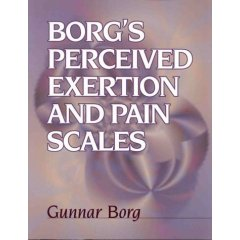 BORG'S
PERCEIVED
EXERTION
AND PAIN
SCALES
Gunnar Borg